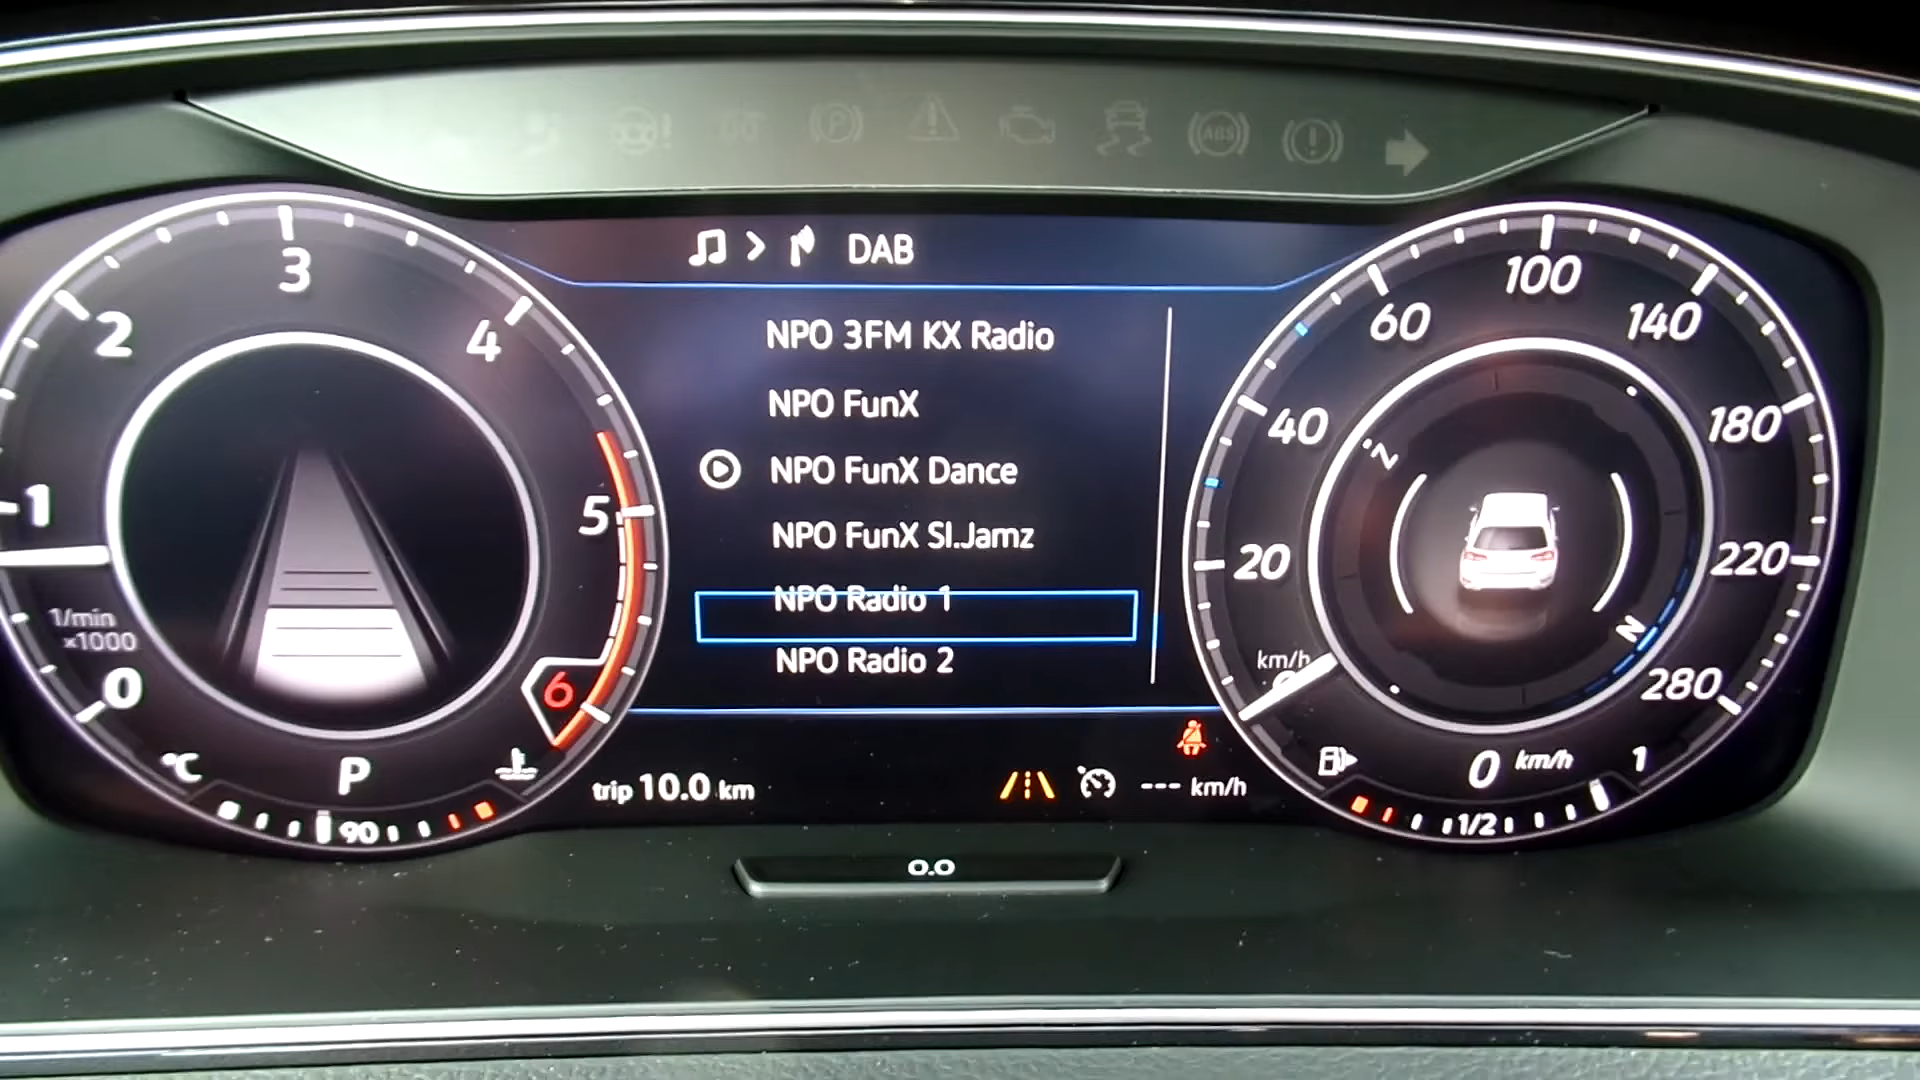 P
ABS
DAB
NPO 3FM KX Radio
NPO FunX
NPO FunX Dance
NPO FunX Sl.Jamz
NPO Radio 1
NPO Radio 2
0
1
2
3
4
5
6
1
1/min
x1000
°C
P
90
trip 10.0 km
--- km/h
0.0
20
40
60
100
140
180
220
280
N
N
km/h
0 km/h
1/2
1